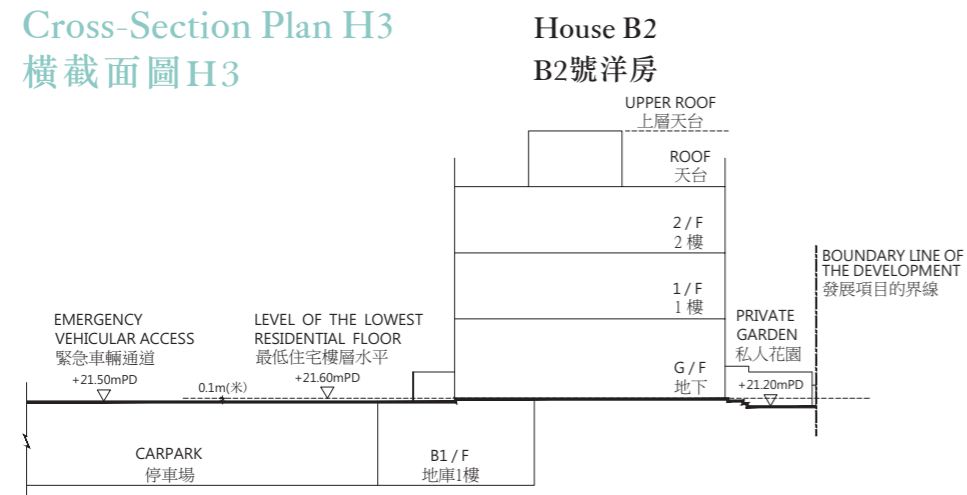 Cross-Section Plan H3
橫截面圖H3
House B2
B2號洋房
UPPER ROOF
上層天台
ROOF
天台
2 / F
2 樓
1 / F
1 樓
G / F
地下
BOUNDARY LINE OF
THE DEVELOPMENT
發展項目的界線
EMERGENCY
VEHICULAR ACCESS
緊急車輛通道
+21.50mPD
0.1m(米)
LEVEL OF THE LOWEST
RESIDENTIAL FLOOR
最低住宅樓層水平
+21.60mPD
PRIVATE
GARDEN
私人花園
+21.20mPD
CARPARK
停車場
B1 / F
地庫1樓